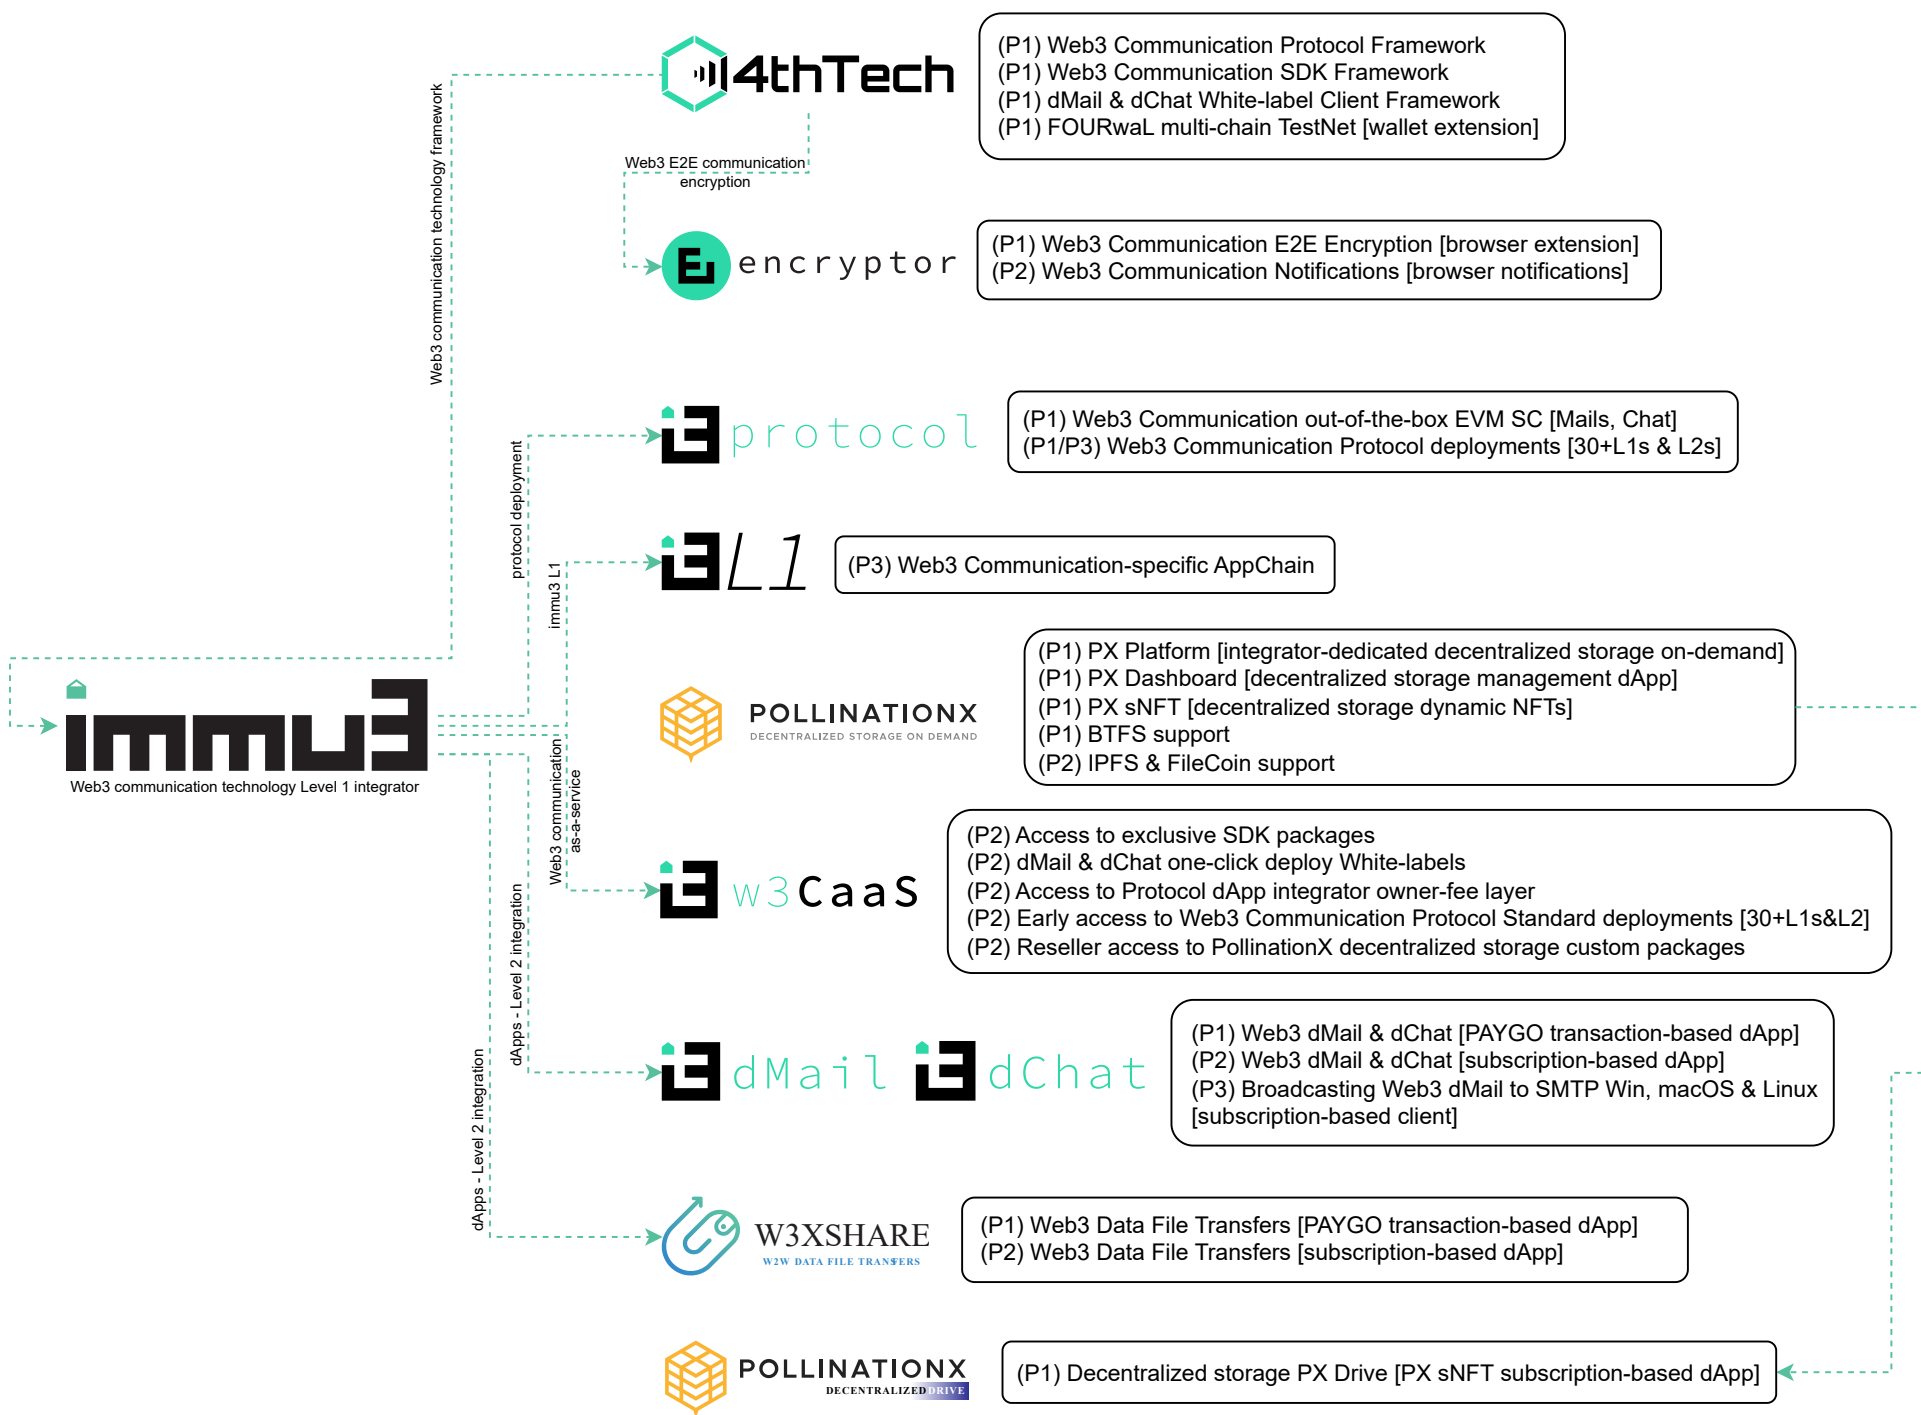 4thTech
(P1) Web3 Communication Protocol Framework
(P1) Web3 Communication SDK Framework
(P1) dMail & dChat White-label Client Framework
(P1) FOURwaL multi-chain TestNet [wallet extension]
Web3 communication technology framework
Web3 E2E communication
encryption
encryptor
(P1) Web3 Communication E2E Encryption [browser extension]
(P2) Web3 Communication Notifications [browser notifications]
protocol deployment
i3 protocol
(P1) Web3 Communication out-of-the-box EVM SC [Mails, Chat]
(P1/P3) Web3 Communication Protocol deployments [30+L1s & L2s]
immu3 L1
i3 L1
(P3) Web3 Communication-specific AppChain
immu3
Web3 communication technology Level 1 integrator
POLLINATIONX
DECENTRALIZED STORAGE ON DEMAND
(P1) PX Platform [integrator-dedicated decentralized storage on-demand]
(P1) PX Dashboard [decentralized storage management dApp]
(P1) PX sNFT [decentralized storage dynamic NFTs]
(P1) BTFS support
(P2) IPFS & FileCoin support
Web3 communication
as-a-service
i3 w3CaaS
(P2) Access to exclusive SDK packages
(P2) dMail & dChat one-click deploy White-labels
(P2) Access to Protocol dApp integrator owner-fee layer
(P2) Early access to Web3 Communication Protocol Standard deployments [30+L1s&L2]
(P2) Reseller access to PollinationX decentralized storage custom packages
dApps - Level 2 integration
i3 dMail i3 dChat
(P1) Web3 dMail & dChat [PAYGO transaction-based dApp]
(P2) Web3 dMail & dChat [subscription-based dApp]
(P3) Broadcasting Web3 dMail to SMTP Win, macOS & Linux
[subscription-based client]
dApps - Level 2 integration
W3XSHARE
W2W DATA FILE TRANSFERS
(P1) Web3 Data File Transfers [PAYGO transaction-based dApp]
(P2) Web3 Data File Transfers [subscription-based dApp]
POLLINATIONX
DECENTRALIZED DRIVE
(P1) Decentralized storage PX Drive [PX sNFT subscription-based dApp]